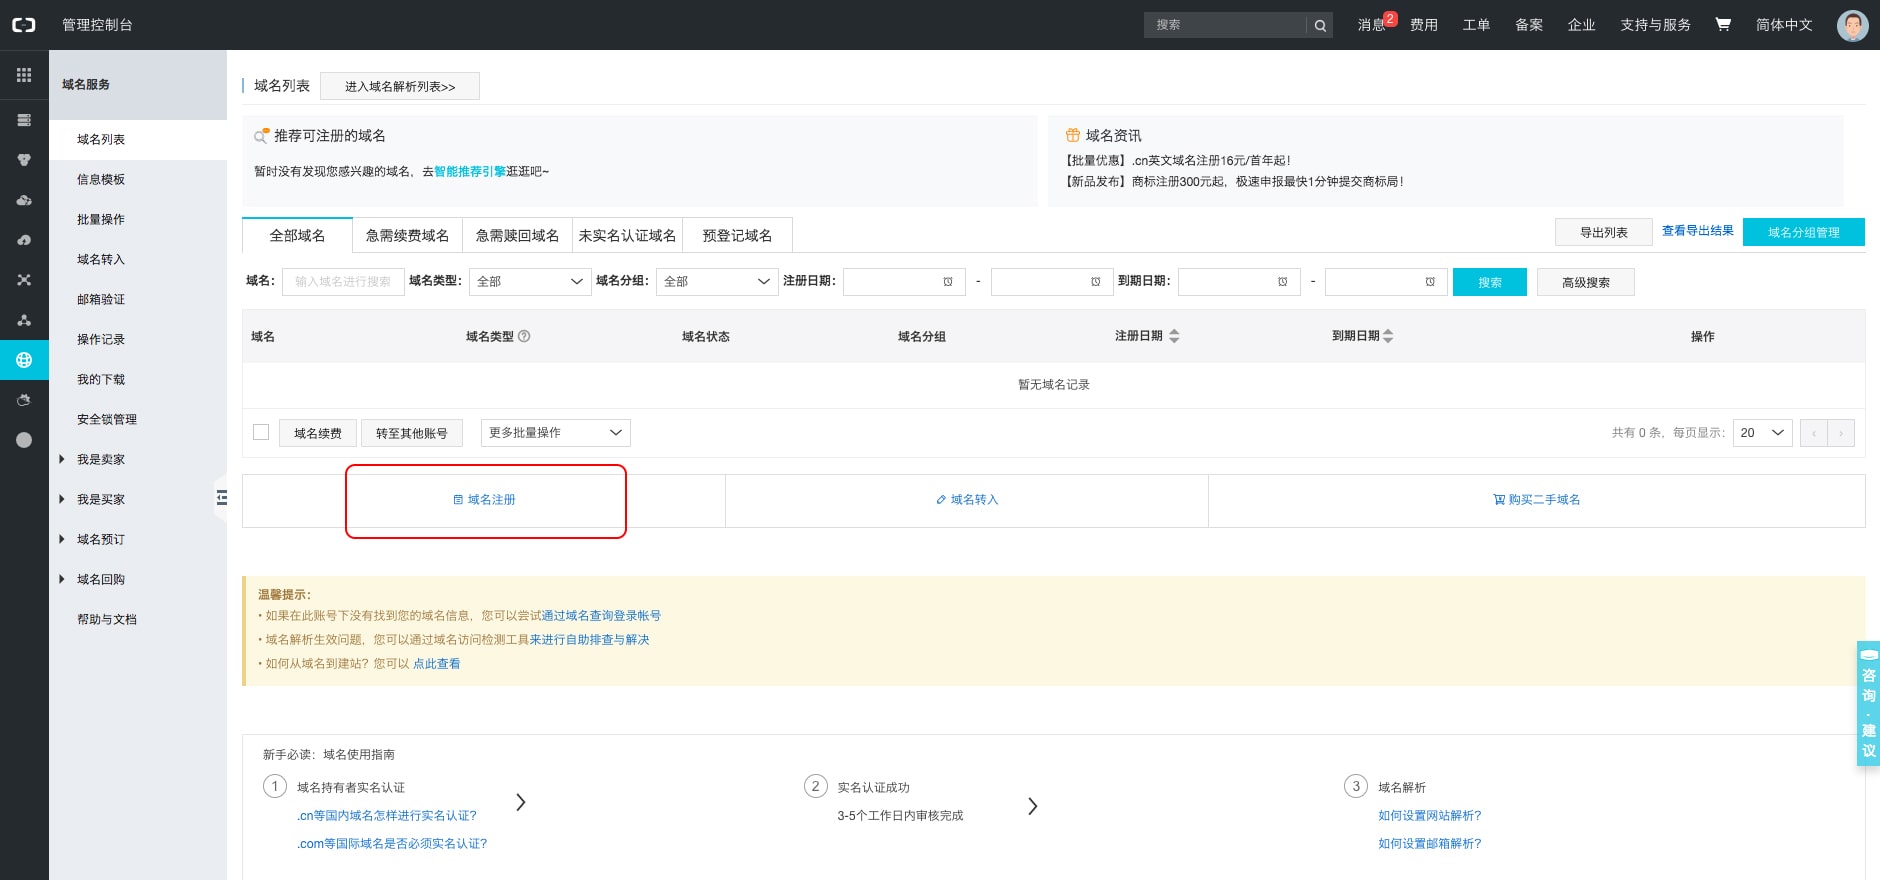 管理控制台
搜索
消息 2 费用 工单 备案 企业 支持与服务 简体中文
域名服务
域名列表
信息模板
批量操作
域名转入
邮箱验证
操作记录
我的下载
安全锁管理
我是卖家
我是买家
域名预订
域名回购
帮助与文档
域名列表 进入域名解析列表>>
推荐可注册的域名
暂时没有发现您感兴趣的域名，去智能推荐引擎逛逛吧~
域名资讯
【批量优惠】.cn英文域名注册16元/首年起！
【新品发布】商标注册300元起，极速申报最快1分钟提交商标局！
全部域名 急需续费域名 急需赎回域名 未实名认证域名 预登记域名
导出列表 查看导出结果 域名分组管理
域名： 输入域名进行搜索 域名类型： 全部 域名分组： 全部 注册日期： - 到期日期： - 搜索 高级搜索
域名 域名类型 域名状态 域名分组 注册日期 到期日期 操作
暂无域名记录
域名续费 转至其他账号 更多批量操作 共有 0 条，每页显示： 20 ‹ ›
域名注册 域名转入 购买二手域名
温馨提示：
• 如果在此账号下没有找到您的域名信息，您可以尝试通过域名查询登录帐号
• 域名解析生效问题，您可以通过域名访问检测工具来进行自助排查与解决
• 如何从域名到建站？您可以 点此查看
咨询·建议
新手必读：域名使用指南
1 域名持有者实名认证
.cn等国内域名怎样进行实名认证？
.com等国际域名是否必须实名认证？
2 实名认证成功
3-5个工作日内审核完成
3 域名解析
如何设置网站解析？
如何设置邮箱解析？